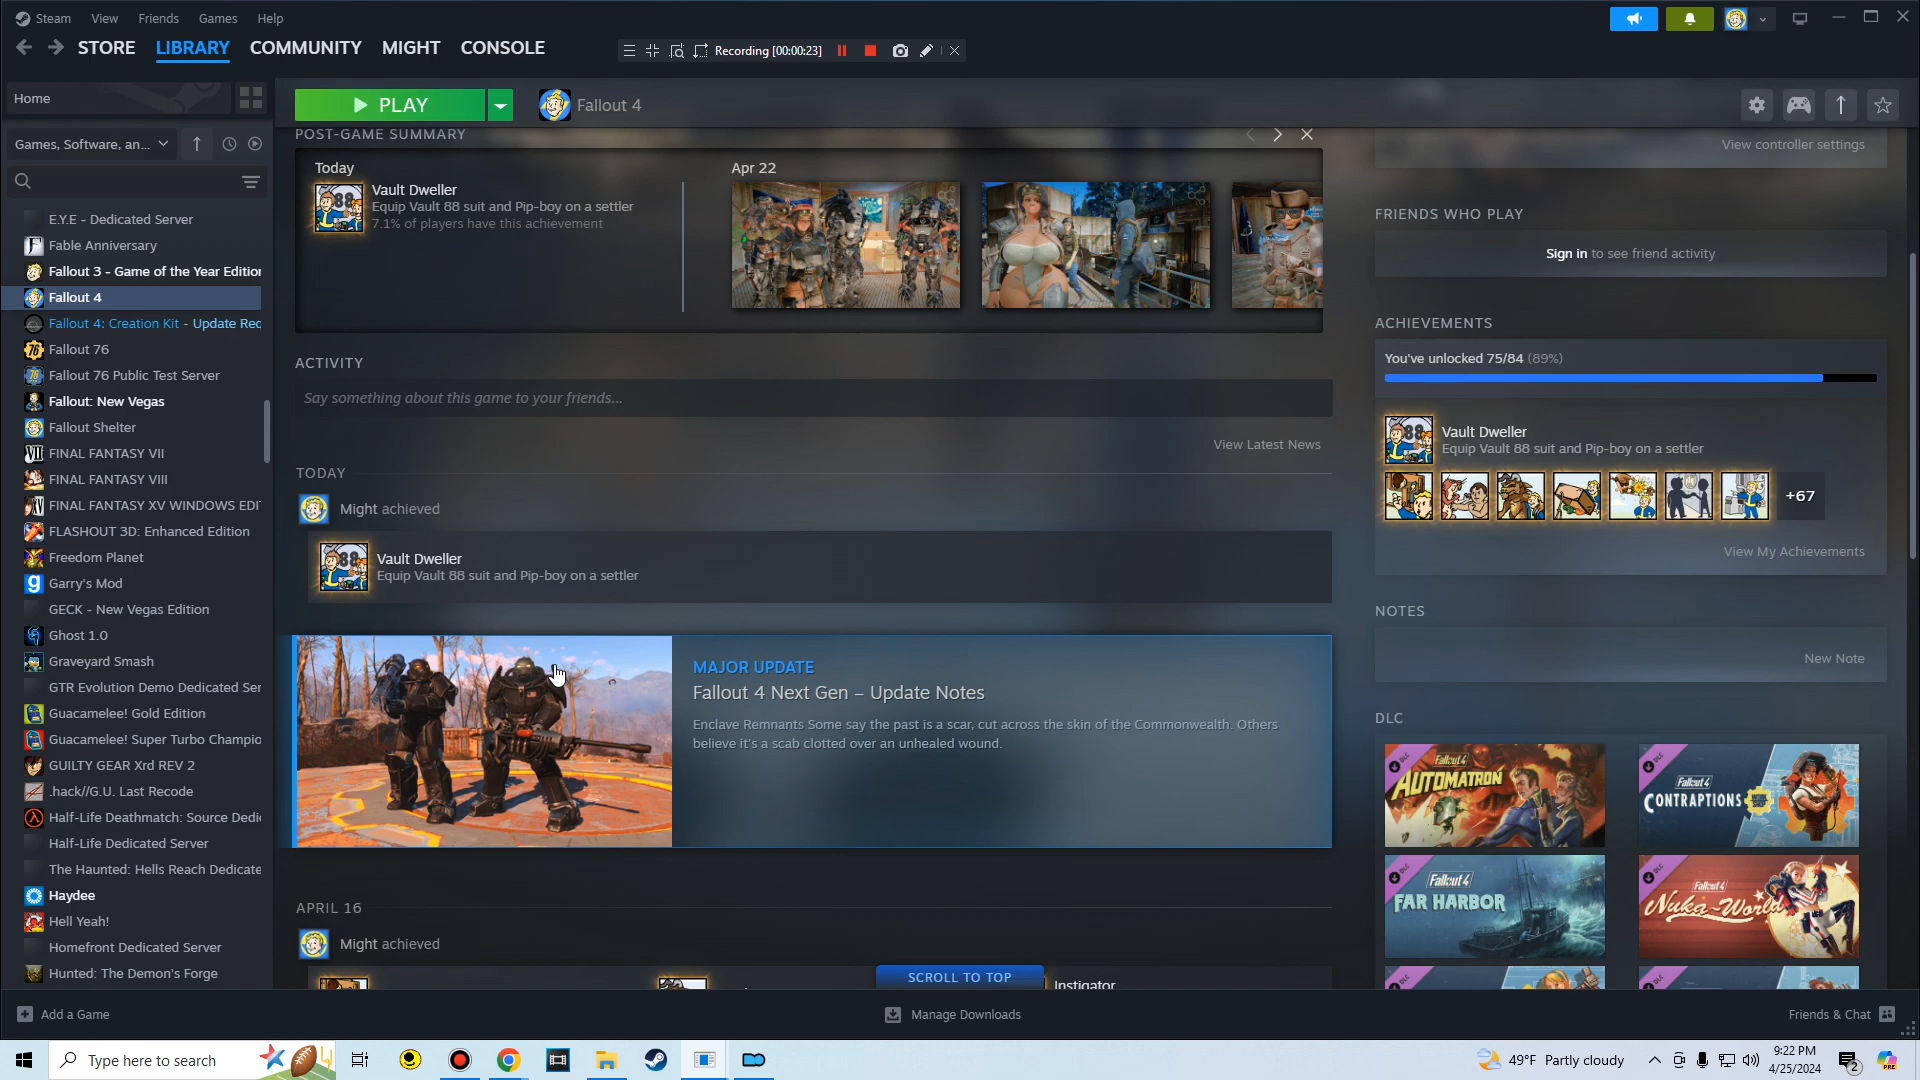 Steam View Friends Games Help
STORE LIBRARY COMMUNITY MIGHT CONSOLE
Recording [00:00:23]
Home
PLAY
Fallout 4
Games, Software, an...
E.Y.E - Dedicated Server
Fable Anniversary
Fallout 3 - Game of the Year Edition
Fallout 4
Fallout 4: Creation Kit - Update Req
Fallout 76
Fallout 76 Public Test Server
Fallout: New Vegas
Fallout Shelter
FINAL FANTASY VII
FINAL FANTASY VIII
FINAL FANTASY XV WINDOWS EDI
FLASHOUT 3D: Enhanced Edition
Freedom Planet
Garry's Mod
GECK - New Vegas Edition
Ghost 1.0
Graveyard Smash
GTR Evolution Demo Dedicated Ser
Guacamelee! Gold Edition
Guacamelee! Super Turbo Champio
GUILTY GEAR Xrd REV 2
.hack//G.U. Last Recode
Half-Life Deathmatch: Source Dedi
Half-Life Dedicated Server
The Haunted: Hells Reach Dedicate
Haydee
Hell Yeah!
Homefront Dedicated Server
Hunted: The Demon's Forge
POST-GAME SUMMARY
Today
Vault Dweller
Equip Vault 88 suit and Pip-boy on a settler
7.1% of players have this achievement
Apr 22
ACTIVITY
Say something about this game to your friends...
View Latest News
TODAY
Might achieved
Vault Dweller
Equip Vault 88 suit and Pip-boy on a settler
MAJOR UPDATE
Fallout 4 Next Gen – Update Notes
Enclave Remnants Some say the past is a scar, cut across the skin of the Commonwealth. Others
believe it's a scab clotted over an unhealed wound.
APRIL 16
Might achieved
Instigator
SCROLL TO TOP
View controller settings
FRIENDS WHO PLAY
Sign in to see friend activity
ACHIEVEMENTS
You've unlocked 75/84 (89%)
Vault Dweller
Equip Vault 88 suit and Pip-boy on a settler
+67
View My Achievements
NOTES
New Note
DLC
DLC
Fallout 4
AUTOMATRON
DLC
Fallout 4
CONTRAPTIONS
DLC
Fallout 4
FAR HARBOR
DLC
Fallout 4
Nuka-World
Add a Game
Manage Downloads
Friends & Chat
Type here to search
49°F Partly cloudy
9:22 PM
4/25/2024
2